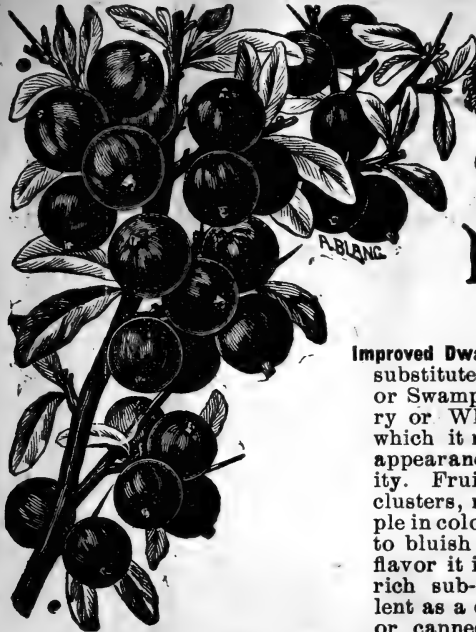 A. BLANC
Improved Dwa
substitute
or Swamp
ry or Wh
which it r
appearanc
ity. Frui
clusters, r
ple in colo
to bluish
flavor it i
rich sub-
lent as a
or canne